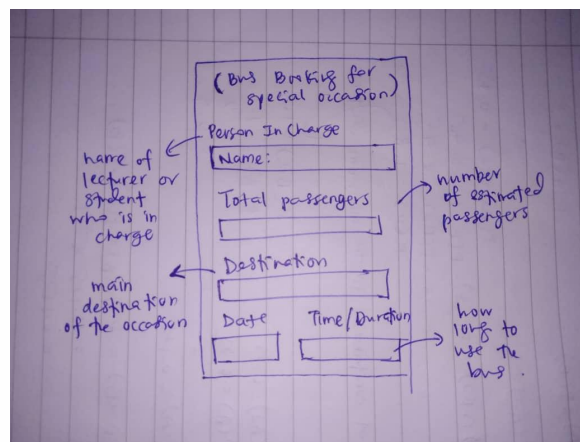 (Bus Booking for
special occasion)
Person In Charge
Name:
name of
lecturer or
student
who is in
charge
Total passengers
number
of estimated
passengers
Destination
main
destination
of the occasion
Date
Time/Duration
how
long to
use the
bus.